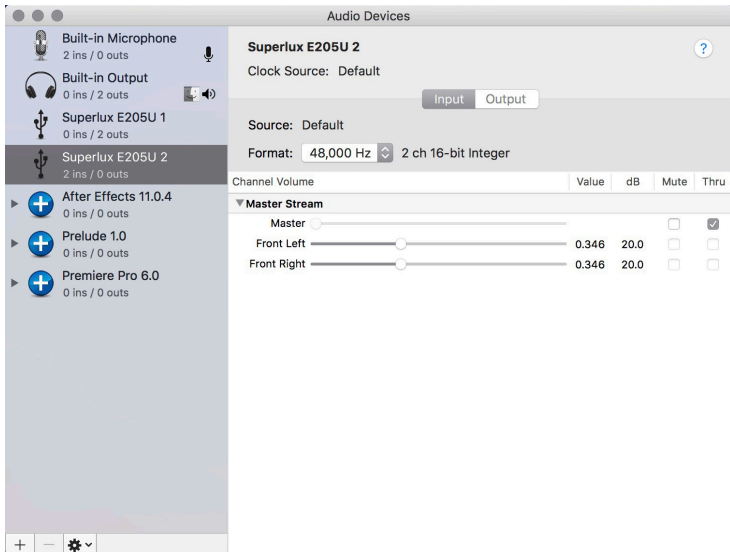 Audio Devices
Built-in Microphone
2 ins / 0 outs
Built-in Output
0 ins / 2 outs
Superlux E205U 1
0 ins / 2 outs
Superlux E205U 2
2 ins / 0 outs
After Effects 11.0.4
0 ins / 0 outs
Prelude 1.0
0 ins / 0 outs
Premiere Pro 6.0
0 ins / 0 outs
Superlux E205U 2
?
Clock Source: Default
Input Output
Source: Default
Format: 48,000 Hz 2 ch 16-bit Integer
Channel Volume Value dB Mute Thru
Master Stream
Master
Front Left 0.346 20.0
Front Right 0.346 20.0